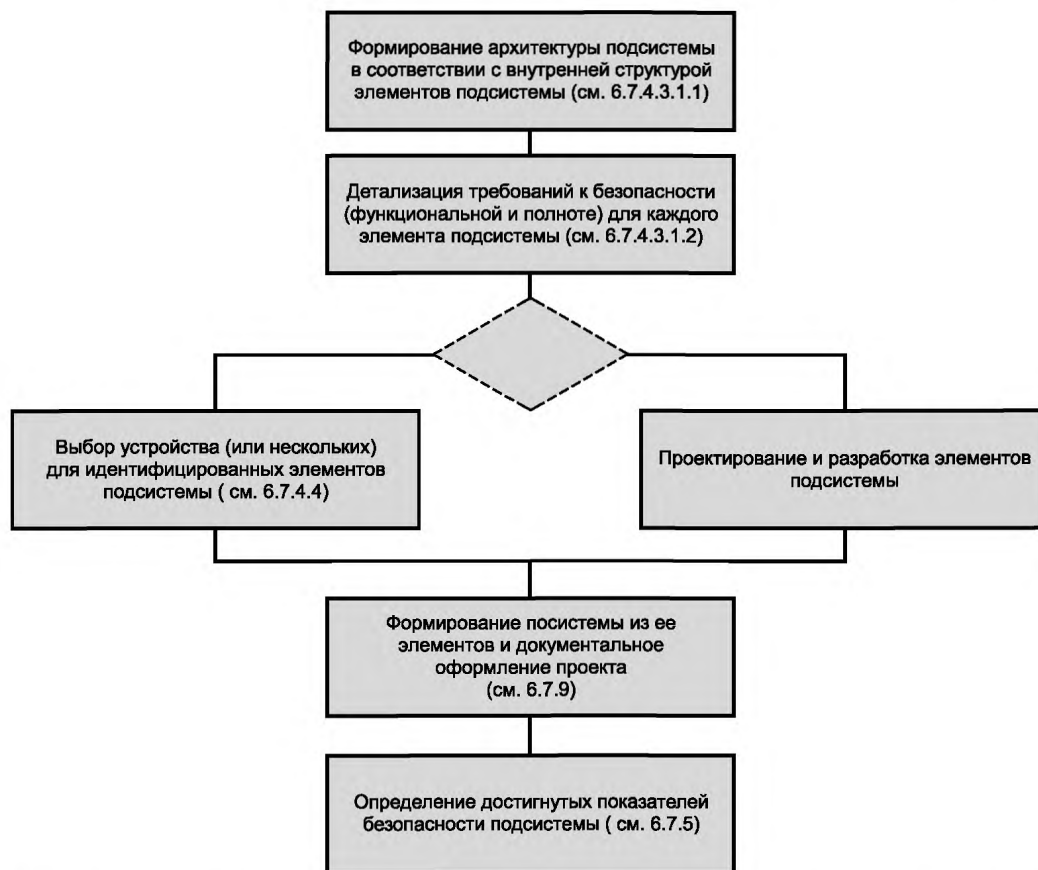 Формирование архитектуры подсистемы
в соответствии с внутренней структурой
элементов подсистемы (см. 6.7.4.3.1.1)
Детализация требований к безопасности
(функциональной и полноте) для каждого
элемента подсистемы (см. 6.7.4.3.1.2)
Выбор устройства (или нескольких)
для идентифицированных элементов
подсистемы ( см. 6.7.4.4)
Проектирование и разработка элементов
подсистемы
Формирование посистемы из ее
элементов и документальное
оформление проекта
(см. 6.7.9)
Определение достигнутых показателей
безопасности подсистемы ( см. 6.7.5)